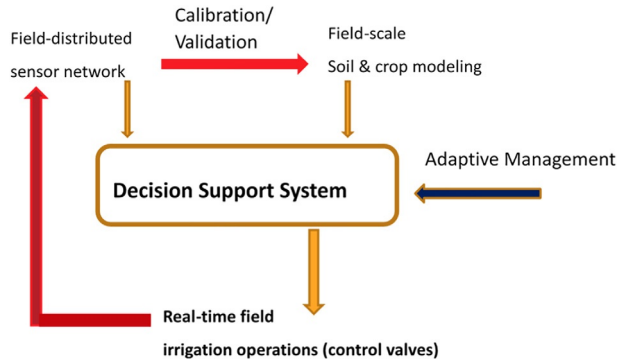 Field-distributed
sensor network
Calibration/
Validation
Field-scale
Soil & crop modeling
Decision Support System
Adaptive Management
Real-time field
irrigation operations (control valves)